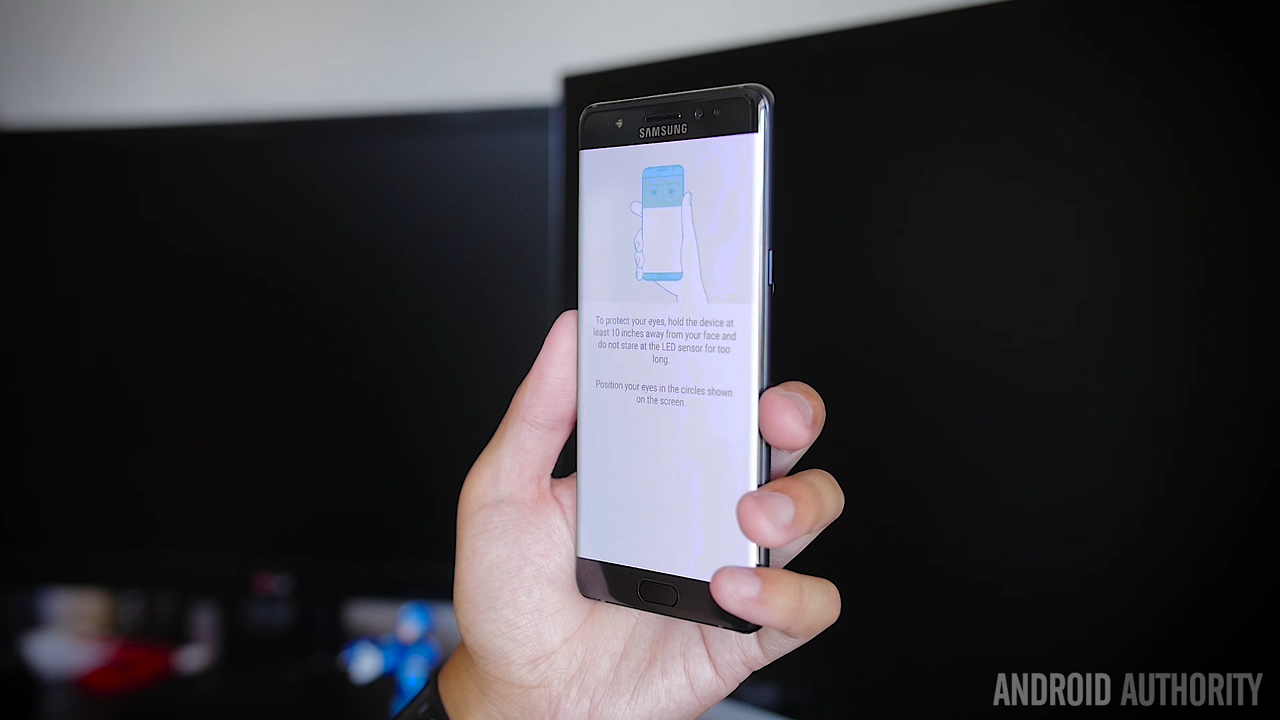 SAMSUNG
To protect your eyes, hold the device at
least 10 inches away from your face and
do not stare at the LED sensor for too
long.
Position your eyes in the circles shown
on the screen.
ANDROID AUTHORITY